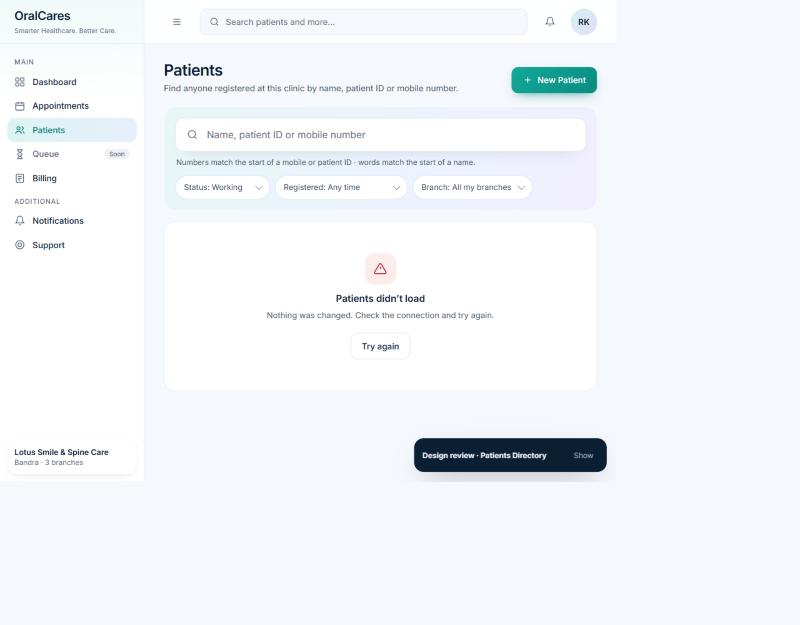 OralCares
Smarter Healthcare. Better Care.
Search patients and more...
RK
MAIN
Dashboard
Appointments
Patients
Queue
Soon
Billing
ADDITIONAL
Notifications
Support
Lotus Smile & Spine Care
Bandra · 3 branches
Patients
Find anyone registered at this clinic by name, patient ID or mobile number.
+ New Patient
Name, patient ID or mobile number
Numbers match the start of a mobile or patient ID · words match the start of a name.
Status: Working
Registered: Any time
Branch: All my branches
Patients didn’t load
Nothing was changed. Check the connection and try again.
Try again
Design review · Patients Directory
Show